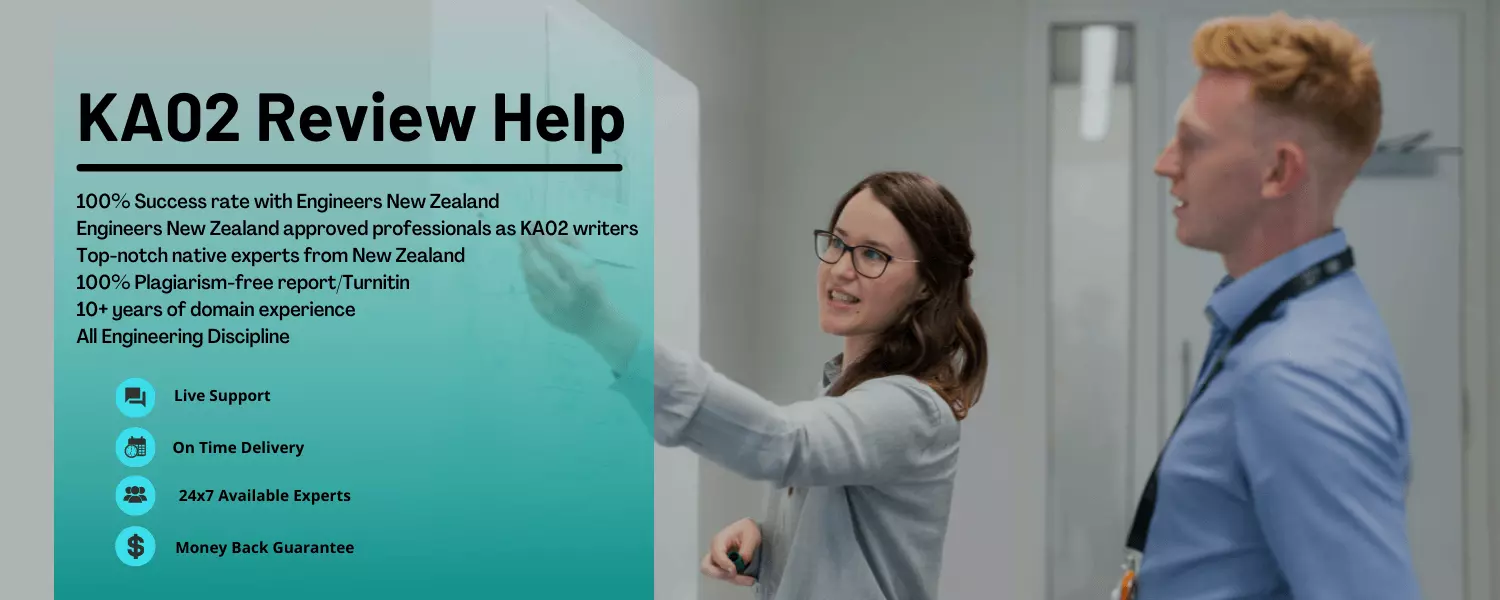 KA02 Review Help
100% Success rate with Engineers New Zealand
Engineers New Zealand approved professionals as KA02 writers
Top-notch native experts from New Zealand
100% Plagiarism-free report/Turnitin
10+ years of domain experience
All Engineering Discipline
Live Support
On Time Delivery
24x7 Available Experts
$
Money Back Guarantee